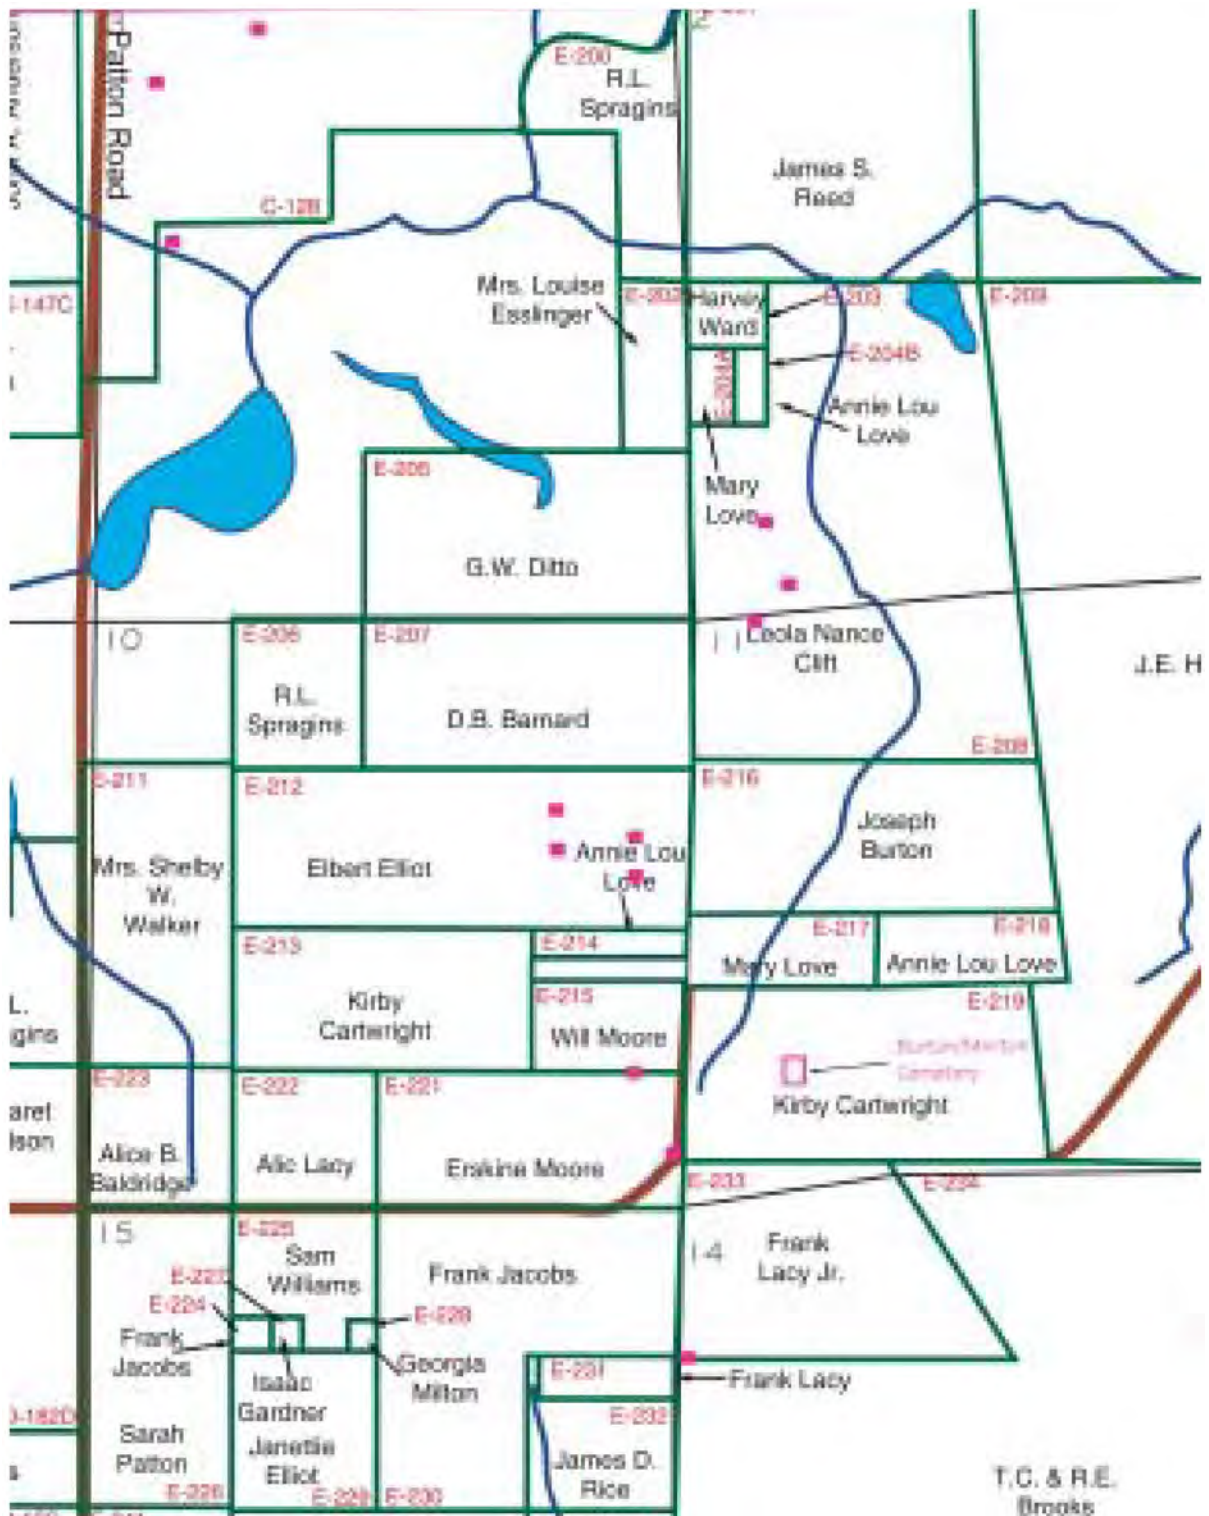 Patton Road
E-200
R.L.
Spragins
James S.
Reed
C-128
Mrs. Louise
Esslinger
E-202
Harvey
Ward
E-203
E-209
E-204B
E-204A
Annie Lou
Love
Mary
Love
E-205
G.W. Ditto
10
E-206
E-207
11
Leola Nance
Clift
J.E. H
R.L.
Spragins
D.B. Barnard
E-208
E-211
E-212
E-216
Mrs. Shelby
W.
Walker
Elbert Elliot
Annie Lou
Love
Joseph
Burton
E-213
E-214
E-217
E-218
Mary Love
Annie Lou Love
E-215
Kirby
Cartwright
Will Moore
E-219
L.
gins
Cemetery
Kirby Cartwright
E-223
E-222
E-221
aret
lson
Alice B.
Baldridge
Alic Lacy
Erskine Moore
E-233
E-234
15
E-225
14
Sam
Williams
Frank Jacobs
Frank
Lacy Jr.
E-227
E-224
E-228
Frank
Jacobs
Georgia
Milton
E-231
Frank Lacy
Isaac
Gardner
E-232
-182D
Sarah
Patton
Janettie
Elliot
James D.
Rice
T.C. & R.E.
Brooks
E-226
E-229
E-230